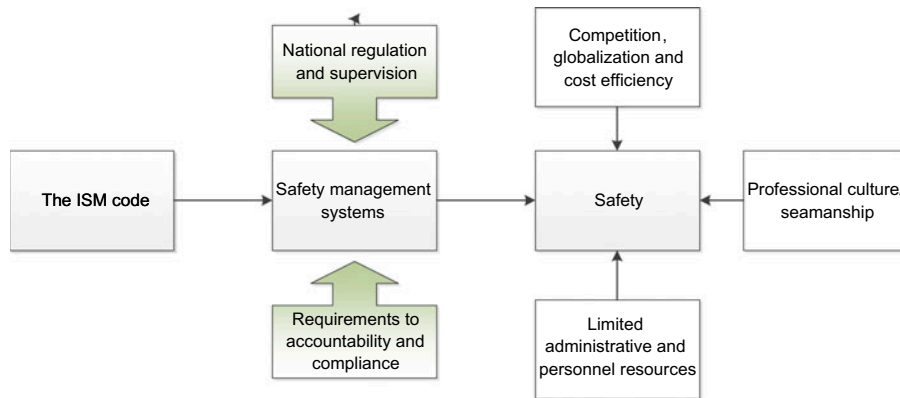 National regulation
and supervision
Competition,
globalization and
cost efficiency
The ISM code
Safety management
systems
Safety
Professional culture/
seamanship
Requirements to
accountability and
compliance
Limited
administrative and
personnel resources